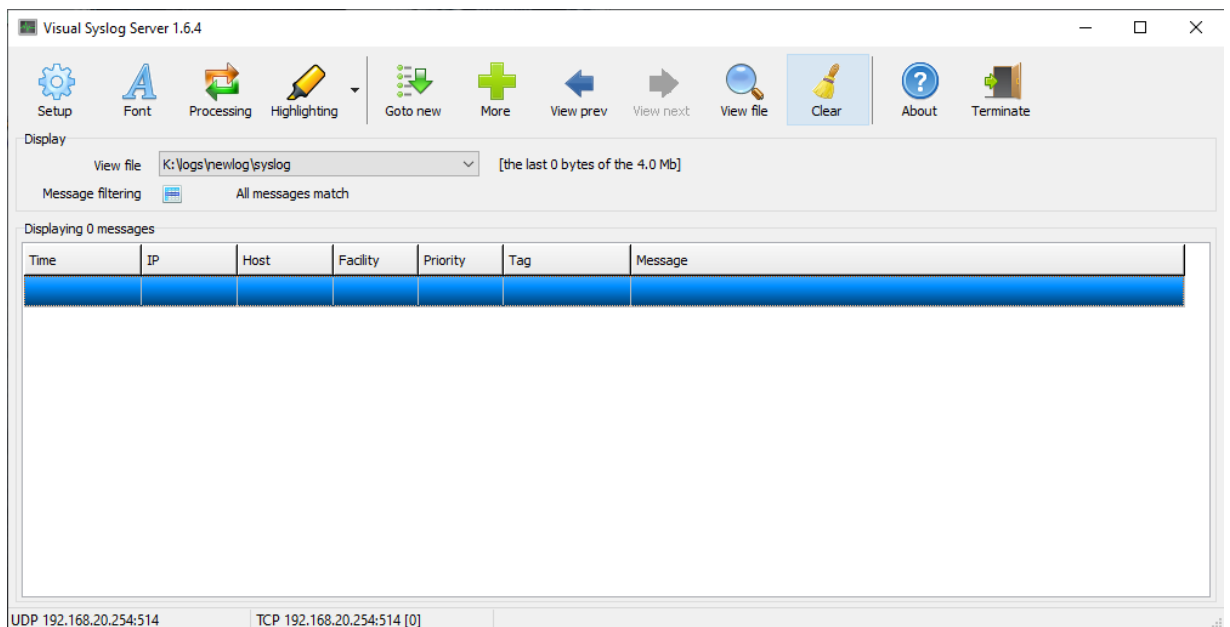 Visual Syslog Server 1.6.4
Setup Font Processing Highlighting Goto new More View prev View next View file Clear About Terminate
Display
View file K:\logs\newlog\syslog [the last 0 bytes of the 4.0 Mb]
Message filtering All messages match
Displaying 0 messages
Time IP Host Facility Priority Tag Message
UDP 192.168.20.254:514 TCP 192.168.20.254:514 [0]